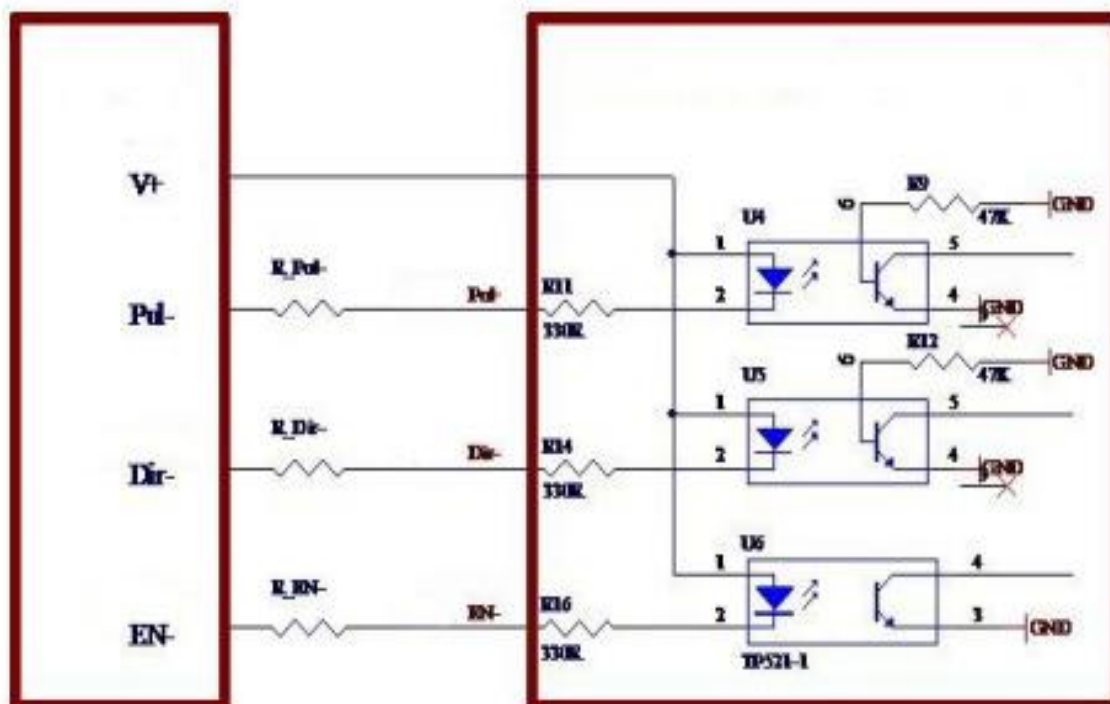 V+
R9
6
GND
47K
U4
1
5
R_Pul-
Pul-
Pul-
R11
2
4
GND
330R
R12
6
GND
47K
U5
1
5
R_Dir-
Dir-
Dir-
R14
2
4
GND
330R
U6
1
4
R_EN-
EN-
EN-
R16
2
3
GND
330R
TP521-1